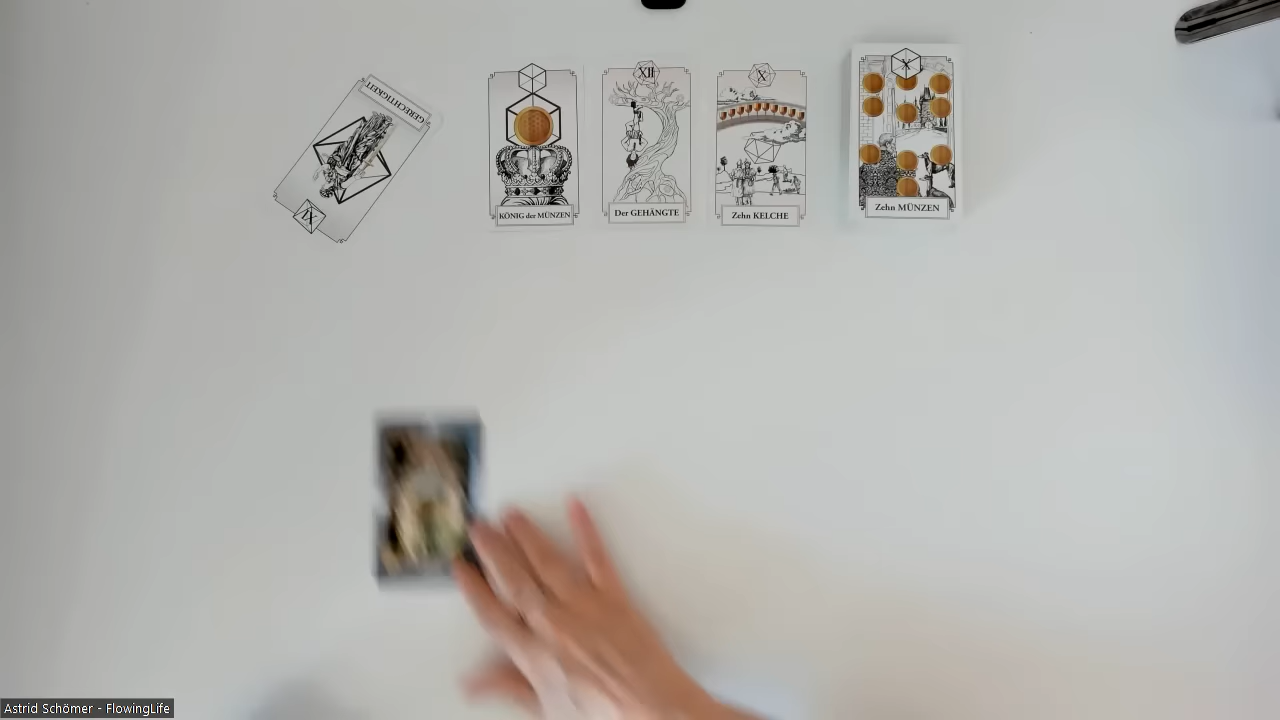 GERECHTIGKEIT
XI
KÖNIG der MÜNZEN
XII
Der GEHÄNGTE
X
Zehn KELCHE
X
Zehn MÜNZEN
Astrid Schömer - FlowingLife